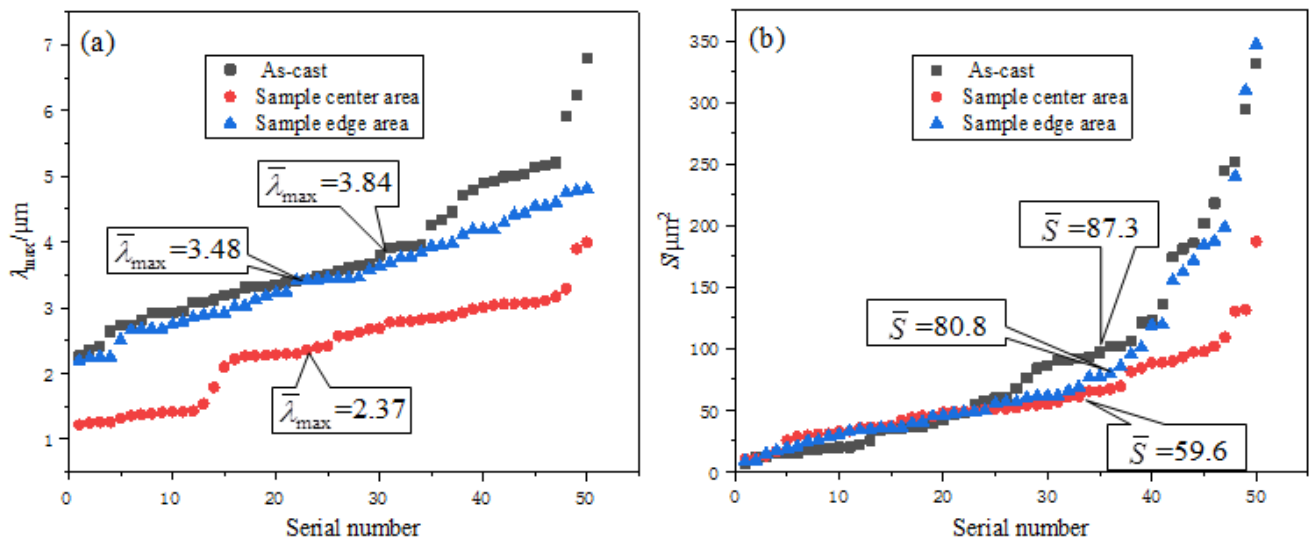 (a)
As-cast
Sample center area
Sample edge area
λ̄max=3.84
λ̄max=3.48
λ̄max=2.37
λmax/μm
7
6
5
4
3
2
1
0
10
20
30
40
50
Serial number
(b)
As-cast
Sample center area
Sample edge area
S̄=87.3
S̄=80.8
S̄=59.6
S/μm²
350
300
250
200
150
100
50
0
0
10
20
30
40
50
Serial number